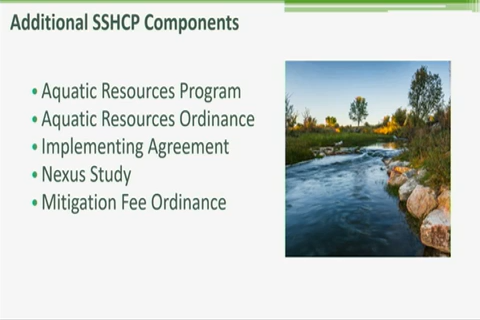 Additional SSHCP Components
• Aquatic Resources Program
• Aquatic Resources Ordinance
• Implementing Agreement
• Nexus Study
• Mitigation Fee Ordinance